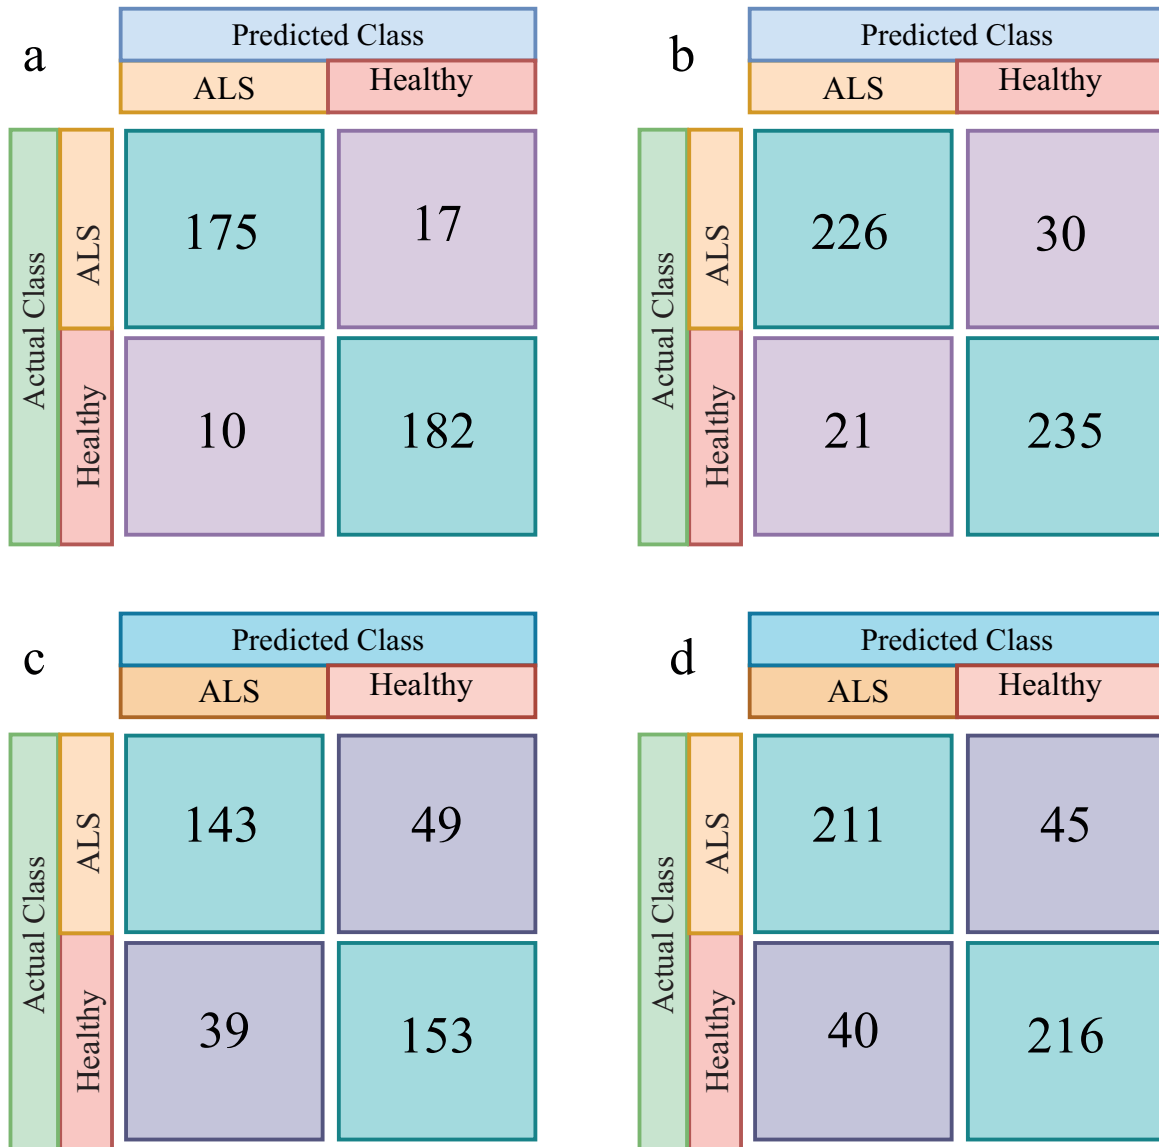 a
Predicted Class
ALS
Healthy
Actual Class
ALS
Healthy
175
17
10
182
b
Predicted Class
ALS
Healthy
Actual Class
ALS
Healthy
226
30
21
235
c
Predicted Class
ALS
Healthy
Actual Class
ALS
Healthy
143
49
39
153
d
Predicted Class
ALS
Healthy
Actual Class
ALS
Healthy
211
45
40
216